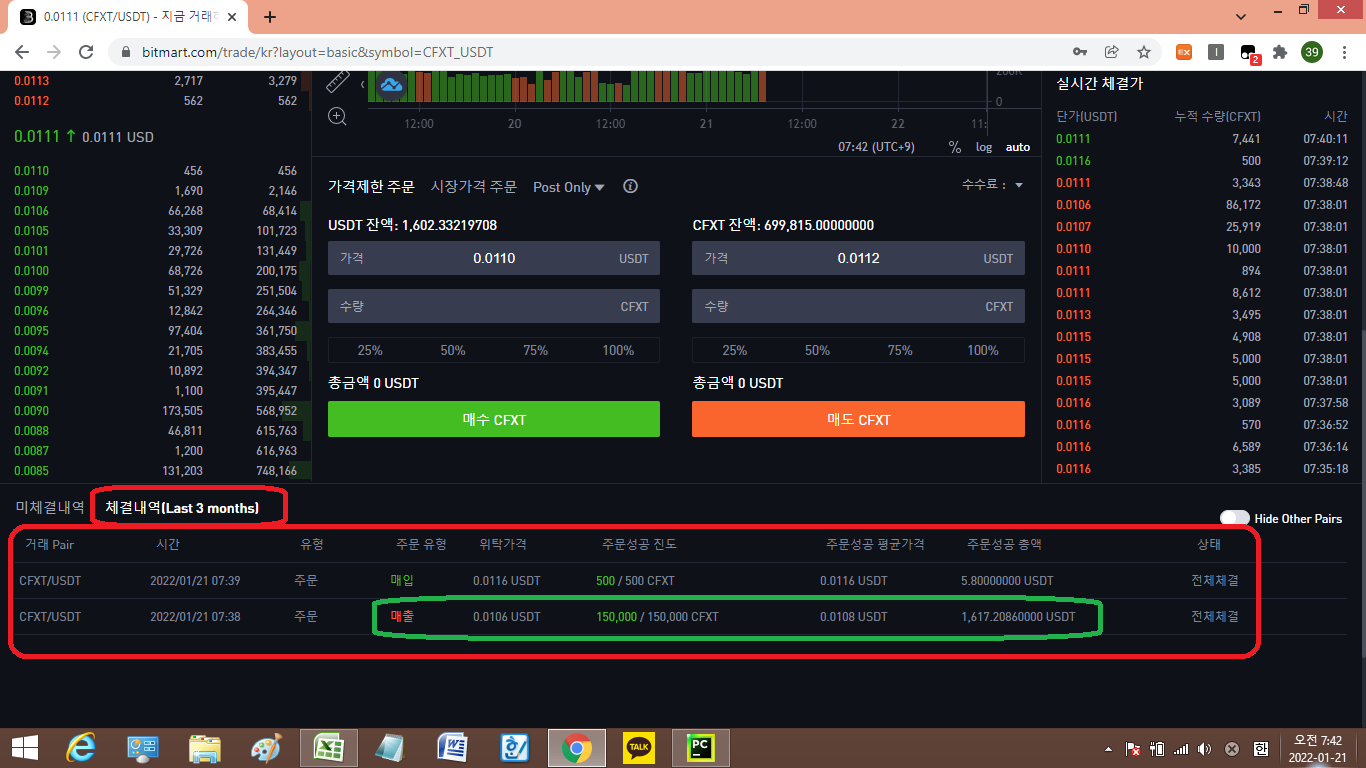 0.0111 (CFXT/USDT) - 지금 거래하
bitmart.com/trade/kr?layout=basic&symbol=CFXT_USDT
EX
I
2
39
0.0113 2,717 3,279
0.0112 562 562
0.0111 ↑ 0.0111 USD
0.0110 456 456
0.0109 1,690 2,146
0.0106 66,268 68,414
0.0105 33,309 101,723
0.0101 29,726 131,449
0.0100 68,726 200,175
0.0099 51,329 251,504
0.0096 12,842 264,346
0.0095 97,404 361,750
0.0094 21,705 383,455
0.0092 10,892 394,347
0.0091 1,100 395,447
0.0090 173,505 568,952
0.0088 46,811 615,763
0.0087 1,200 616,963
0.0085 131,203 748,166
200K
0
12:00 20 12:00 21 12:00 22 11:
07:42 (UTC+9) % log auto
가격제한 주문 시장가격 주문 Post Only
수수료 :
USDT 잔액: 1,602.33219708
가격 0.0110 USDT
수량 CFXT
25% 50% 75% 100%
총금액 0 USDT
매수 CFXT
CFXT 잔액: 699,815.00000000
가격 0.0112 USDT
수량 CFXT
25% 50% 75% 100%
총금액 0 USDT
매도 CFXT
실시간 체결가
단가(USDT) 누적 수량(CFXT) 시간
0.0111 7,441 07:40:11
0.0116 500 07:39:12
0.0111 3,343 07:38:48
0.0106 86,172 07:38:01
0.0107 25,919 07:38:01
0.0110 10,000 07:38:01
0.0111 894 07:38:01
0.0111 8,612 07:38:01
0.0113 3,495 07:38:01
0.0115 4,908 07:38:01
0.0115 5,000 07:38:01
0.0115 5,000 07:38:01
0.0116 3,089 07:37:58
0.0116 570 07:36:52
0.0116 6,589 07:36:14
0.0116 3,385 07:35:18
미체결내역 체결내역(Last 3 months)
Hide Other Pairs
거래 Pair 시간 유형 주문 유형 위탁가격 주문성공 진도 주문성공 평균가격 주문성공 총액 상태
CFXT/USDT 2022/01/21 07:39 주문 매입 0.0116 USDT 500 / 500 CFXT 0.0116 USDT 5.80000000 USDT 전체체결
CFXT/USDT 2022/01/21 07:38 주문 매출 0.0106 USDT 150,000 / 150,000 CFXT 0.0108 USDT 1,617.20860000 USDT 전체체결
TALK
PC
한
오전 7:42
2022-01-21